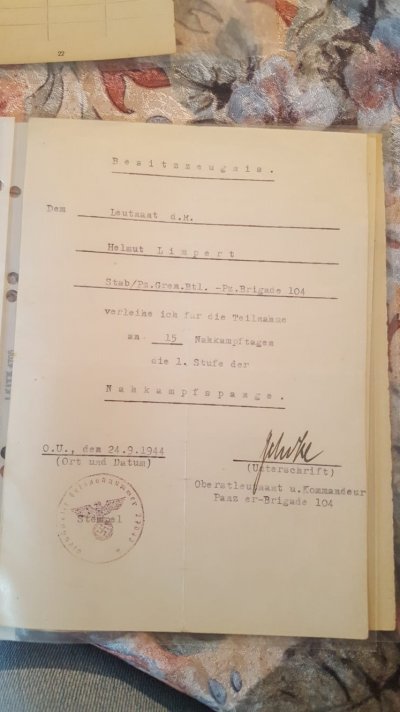 22
Besitzzeugnis.
Dem Leutnant d.R.
Helmut Limpert
Stab/Pz.Gren.Btl. -Pz.Brigade 104
verleihe ich für die Teilnahme
an 15 Nahkampftagen
die 1. Stufe der
Nahkampfspange.
O.U., den 24.9.1944
(Ort und Datum)
(Unterschrift)
Oberstleutnant u.Kommandeur
Panz er-Brigade 104
Stempel